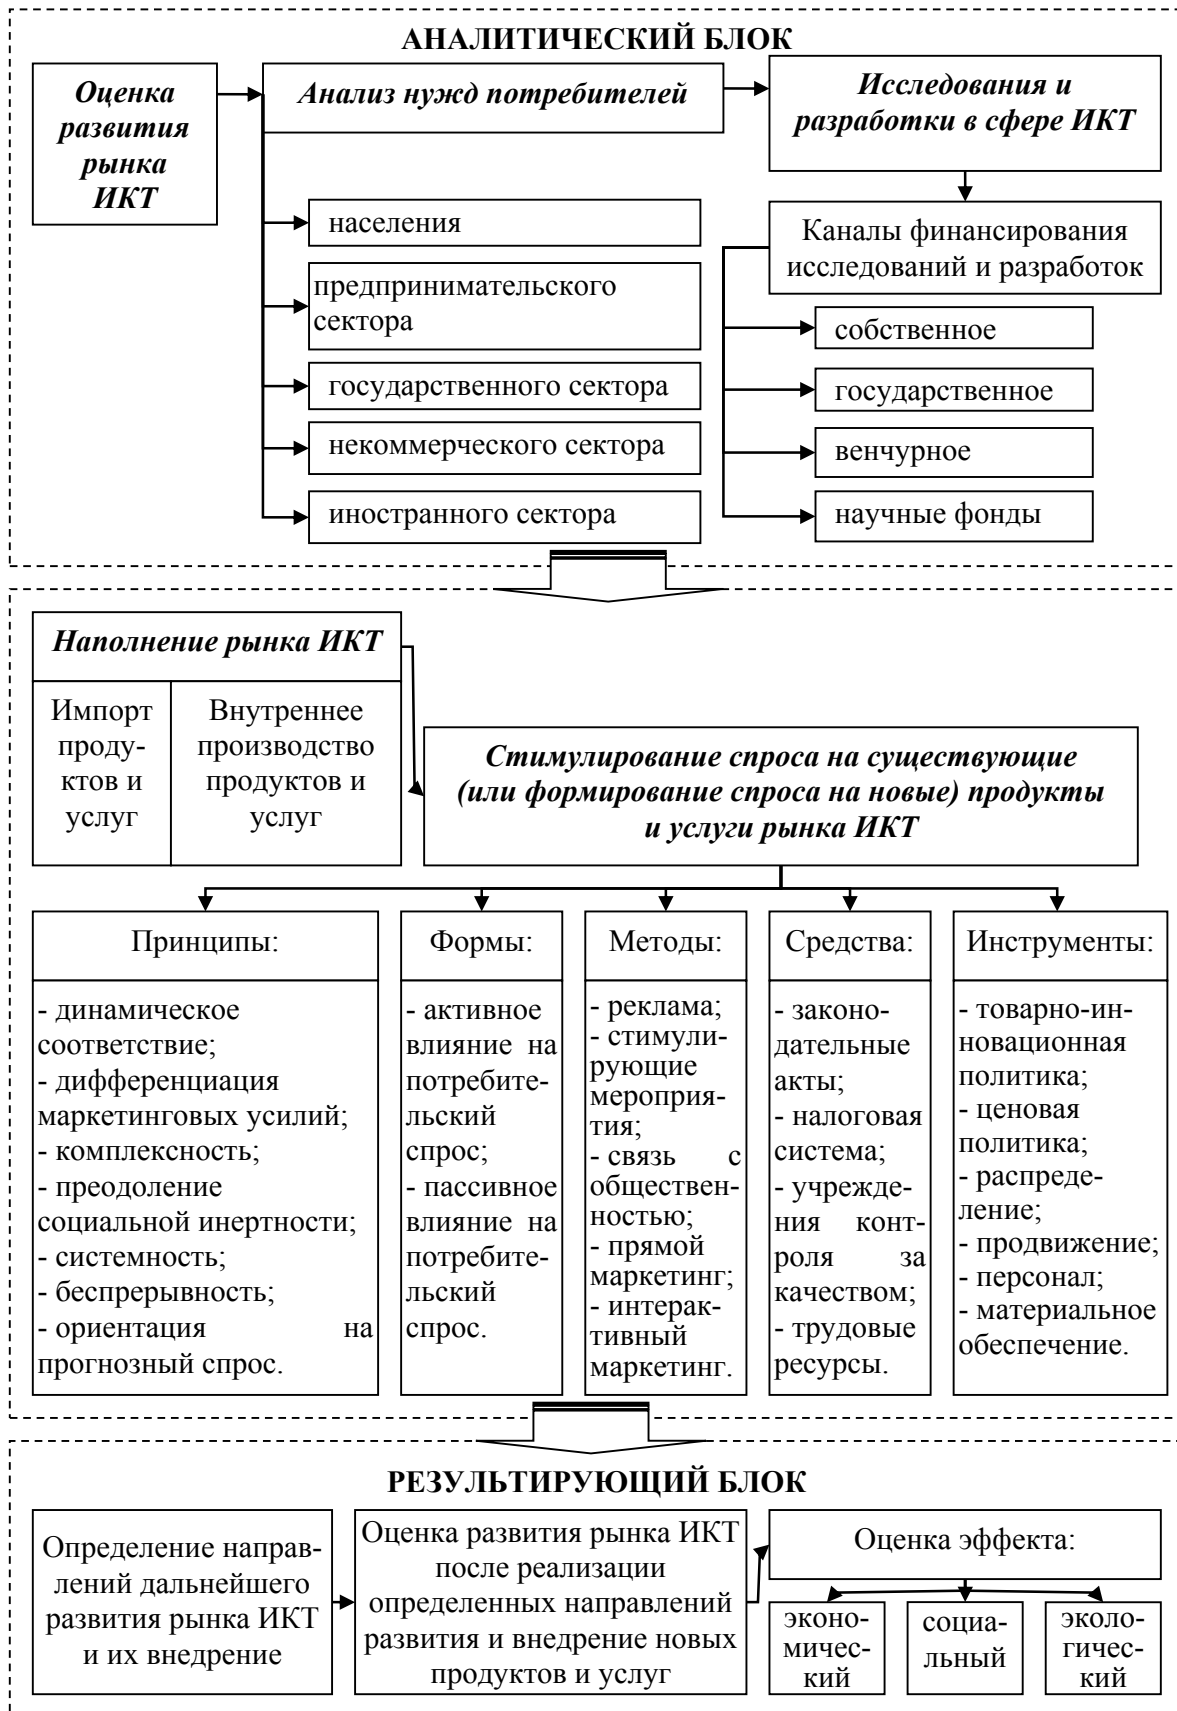 АНАЛИТИЧЕСКИЙ БЛОК
Оценка
развития
рынка
ИКТ
Анализ нужд потребителей
Исследования и
разработки в сфере ИКТ
населения
предпринимательского
сектора
государственного сектора
некоммерческого сектора
иностранного сектора
Каналы финансирования
исследований и разработок
собственное
государственное
венчурное
научные фонды
Наполнение рынка ИКТ
Импорт
проду-
ктов и
услуг
Внутреннее
производство
продуктов и
услуг
Стимулирование спроса на существующие
(или формирование спроса на новые) продукты
и услуги рынка ИКТ
Принципы:
- динамическое
соответствие;
- дифференциация
маркетинговых усилий;
- комплексность;
- преодоление
социальной инертности;
- системность;
- беспрерывность;
- ориентация на
прогнозный спрос.
Формы:
- активное
влияние на
потребите-
льский
спрос;
- пассивное
влияние на
потребите-
льский
спрос.
Методы:
- реклама;
- стимули-
рующие
мероприя-
тия;
- связь с
обществен-
ностью;
- прямой
маркетинг;
- интерак-
тивный
маркетинг.
Средства:
- законо-
дательные
акты;
- налоговая
система;
- учрежде-
ния конт-
роля за
качеством;
- трудовые
ресурсы.
Инструменты:
- товарно-ин-
новационная
политика;
- ценовая
политика;
- распреде-
ление;
- продвижение;
- персонал;
- материальное
обеспечение.
РЕЗУЛЬТИРУЮЩИЙ БЛОК
Определение направ-
лений дальнейшего
развития рынка ИКТ
и их внедрение
Оценка развития рынка ИКТ
после реализации
определенных направлений
развития и внедрение новых
продуктов и услуг
Оценка эффекта:
эконо-
мичес-
кий
социа-
льный
эколо-
гичес-
кий